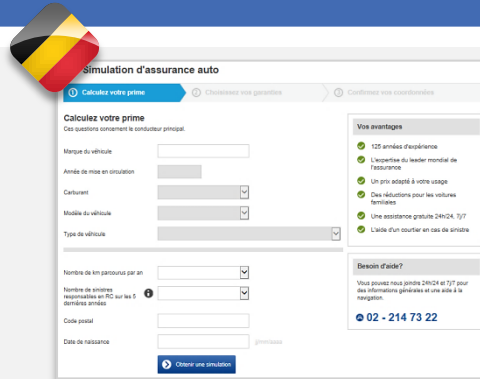 Simulation d'assurance auto
1 Calculez votre prime
2 Choisissez vos garanties
3 Confirmez vos coordonnées
Calculez votre prime
Ces questions concernent le conducteur principal.
Marque du véhicule
Année de mise en circulation
Carburant
Modèle du véhicule
Type de véhicule
Nombre de km parcourus par an
Nombre de sinistres
responsables en RC sur les 5
dernières années
Code postal
Date de naissance
Obtenir une simulation
Vos avantages
125 années d'expérience
L'expertise du leader mondial de
l'assurance
Un prix adapté à votre usage
Des réductions pour les voitures
familiales
Une assistance gratuite 24h/24, 7j/7
L'aide d'un courtier en cas de sinistre
Besoin d'aide?
Vous pouvez nous joindre 24h/24 et 7j/7 pour
des informations générales et une aide à la
navigation.
02 - 214 73 22